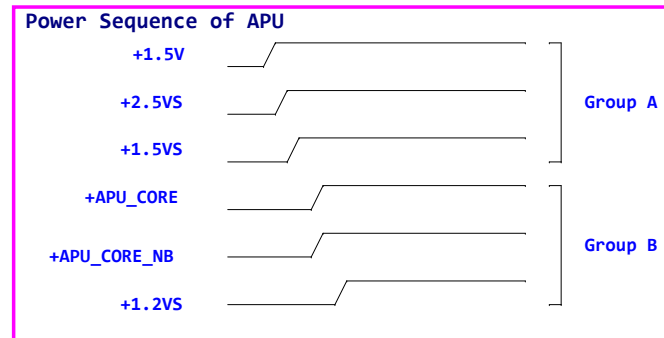 Power Sequence of APU
+1.5V
+2.5VS
Group A
+1.5VS
+APU_CORE
+APU_CORE_NB
Group B
+1.2VS